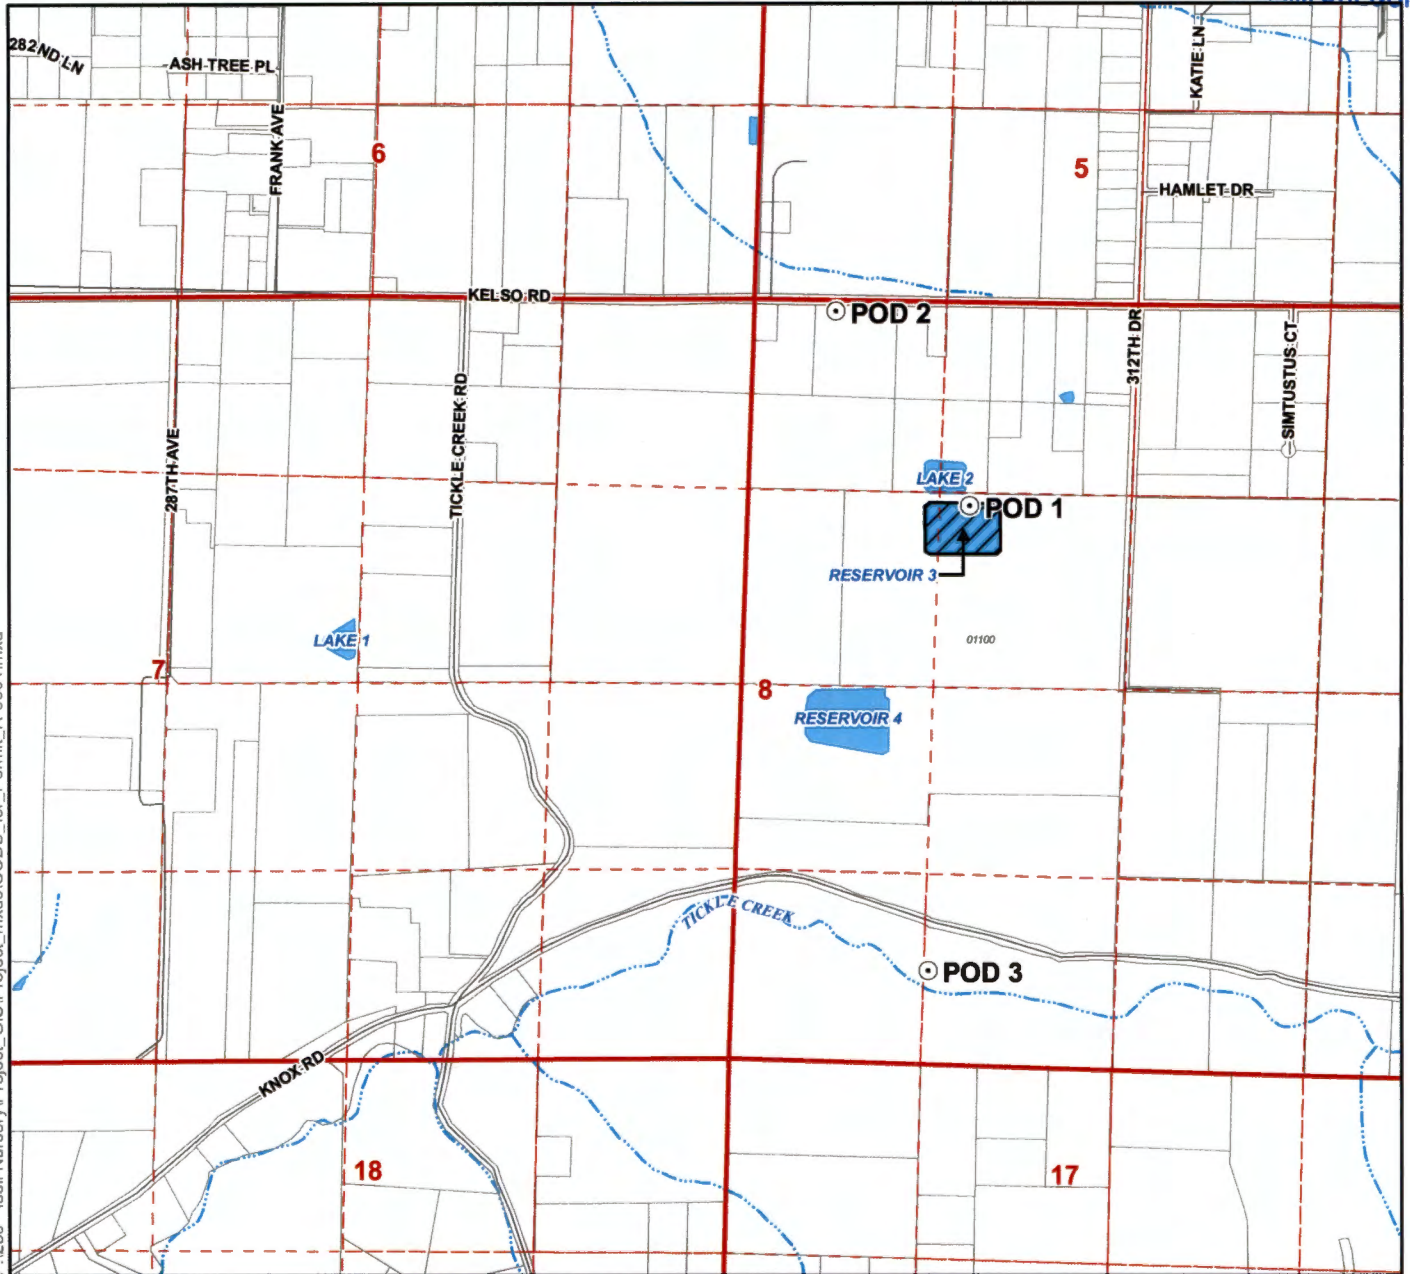 282 ND LN
ASH TREE PL
FRANK AVE
KATIE LN
6
5
HAMLET DR
KELSO RD
POD 2
312TH DR
SIMTUSTUS CT
TICKLE CREEK RD
287TH AVE
LAKE 2
POD 1
RESERVOIR 3
01100
LAKE 1
7
8
RESERVOIR 4
TICKLE CREEK
POD 3
KNOX RD
18
17